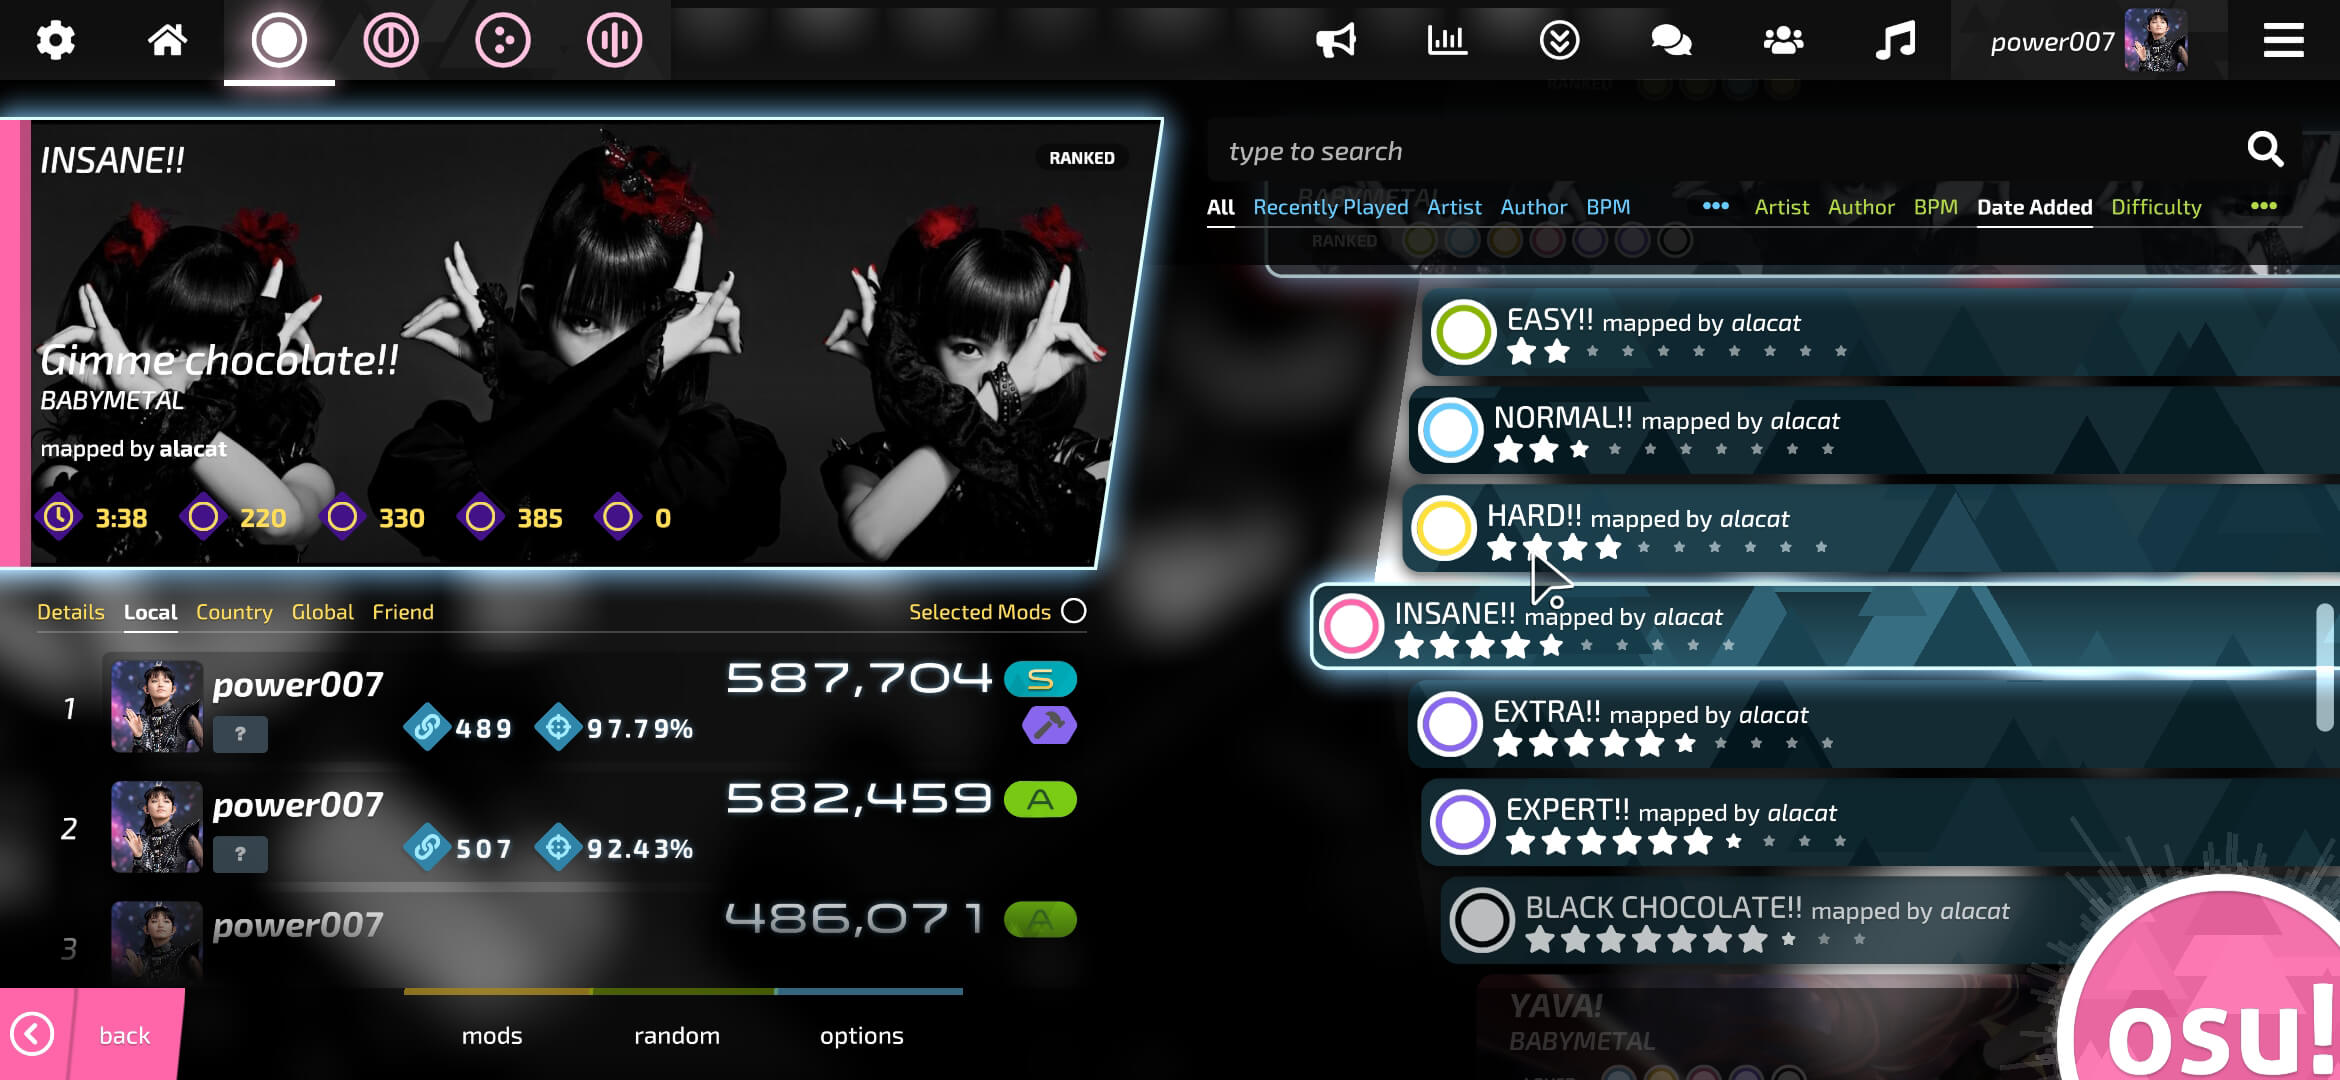 power007
INSANE!!
RANKED
Gimme chocolate!!
BABYMETAL
mapped by alacat
3:38 220 330 385 0
Details Local Country Global Friend Selected Mods
1 power007 587,704 S
? 489 97.79%
2 power007 582,459 A
? 507 92.43%
3 power007 486,071 A
back mods random options
RANKED
type to search
BABYMETAL
All Recently Played Artist Author BPM ••• Artist Author BPM Date Added Difficulty •••
RANKED
EASY!! mapped by alacat
NORMAL!! mapped by alacat
HARD!! mapped by alacat
INSANE!! mapped by alacat
EXTRA!! mapped by alacat
EXPERT!! mapped by alacat
BLACK CHOCOLATE!! mapped by alacat
YAVA!
BABYMETAL
osu!